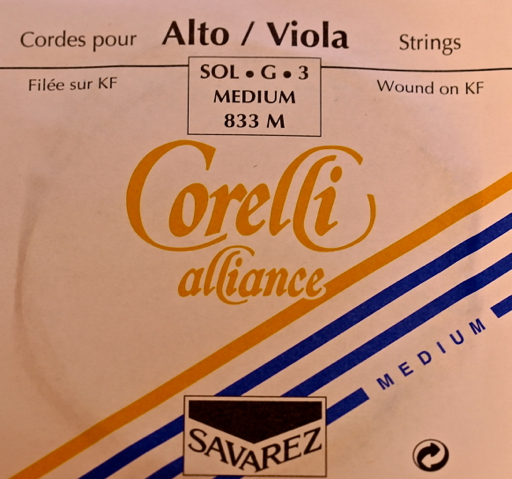 Cordes pour Alto / Viola Strings
Filée sur KF
SOL • G • 3
MEDIUM
833 M
Wound on KF
Corelli
alliance
MEDIUM
SAVAREZ